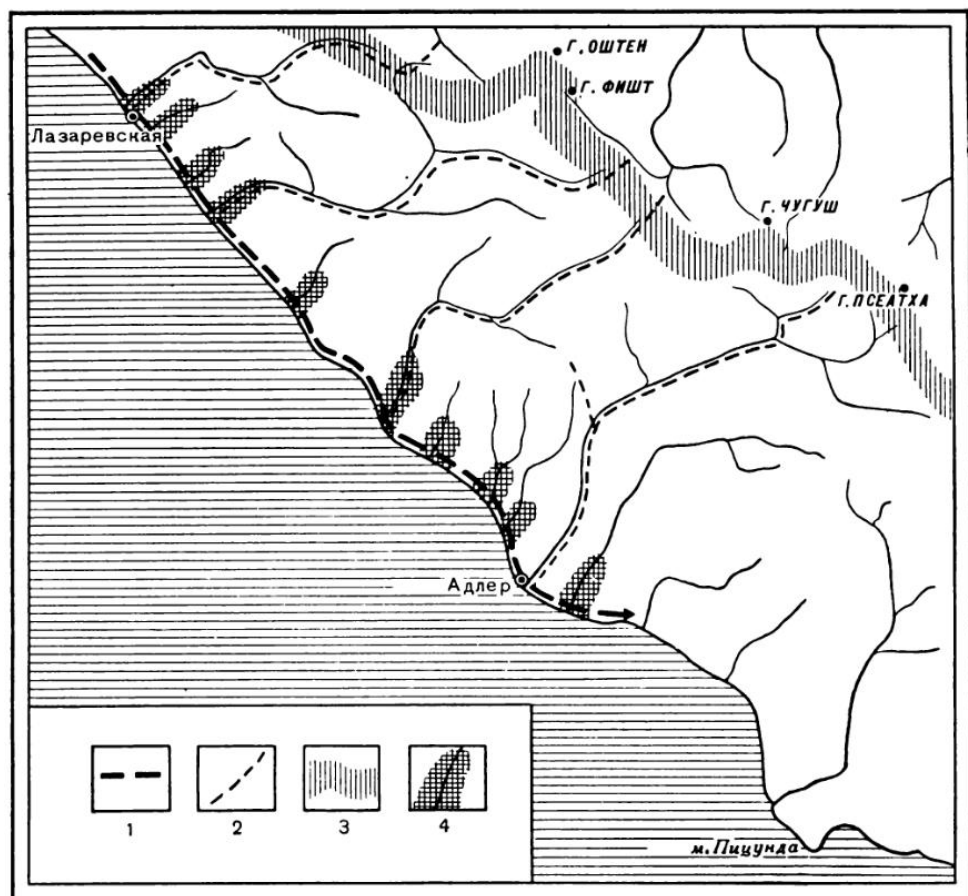 г. ОШТЕН
г. ФИШТ
Лазаревская
г. ЧУГУШ
г. ПСЕАТХА
Адлер
1 2 3 4
м. Пицунда